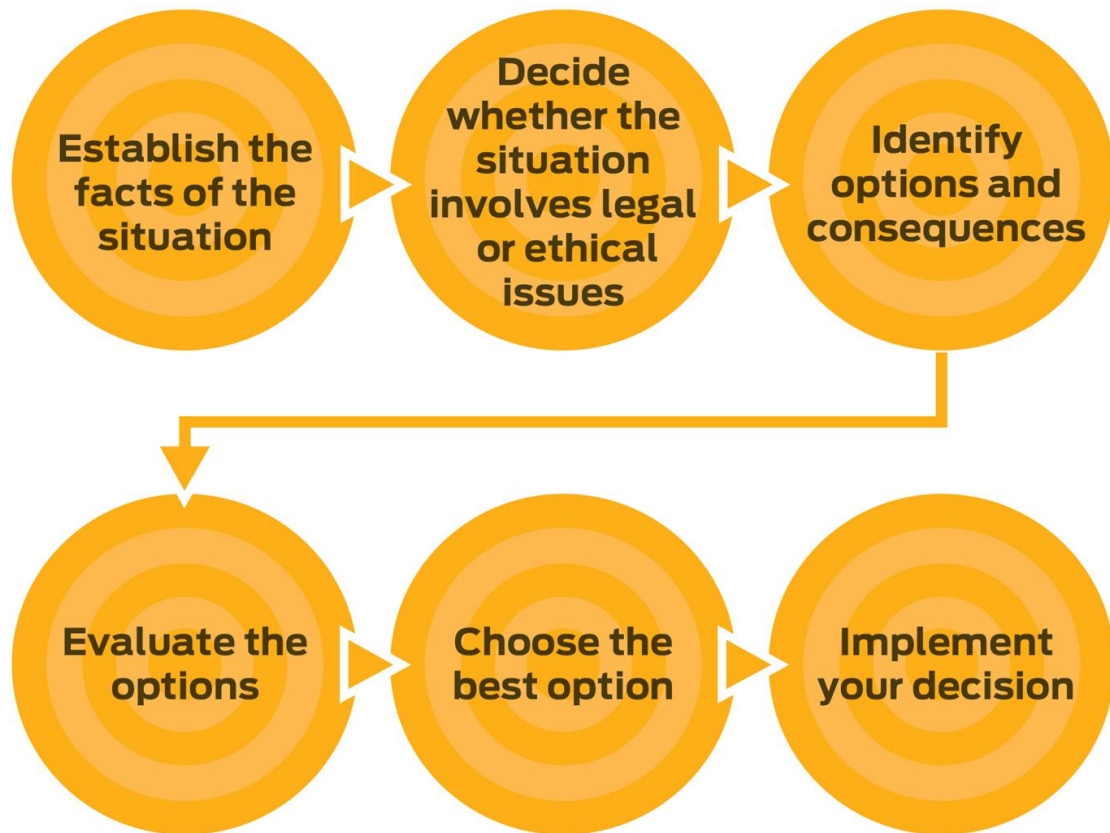 Establish the
facts of the
situation
Decide
whether the
situation
involves legal
or ethical
issues
Identify
options and
consequences
Evaluate the
options
Choose the
best option
Implement
your decision